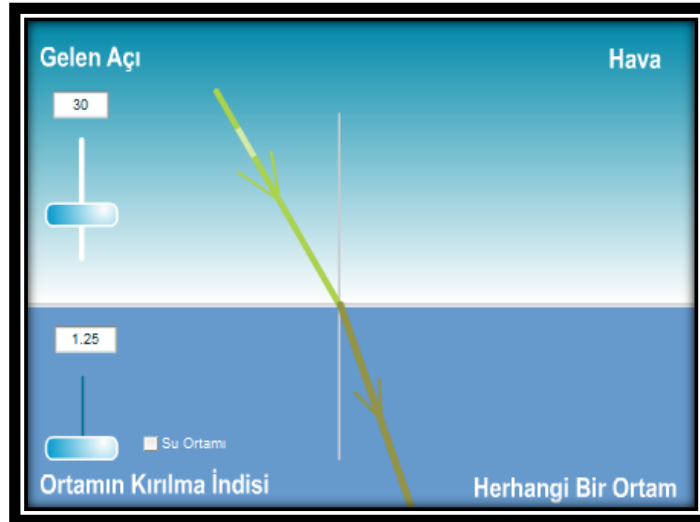 Gelen Açı
Hava
30
1.25
Su Ortamı
Ortamın Kırılma İndisi
Herhangi Bir Ortam